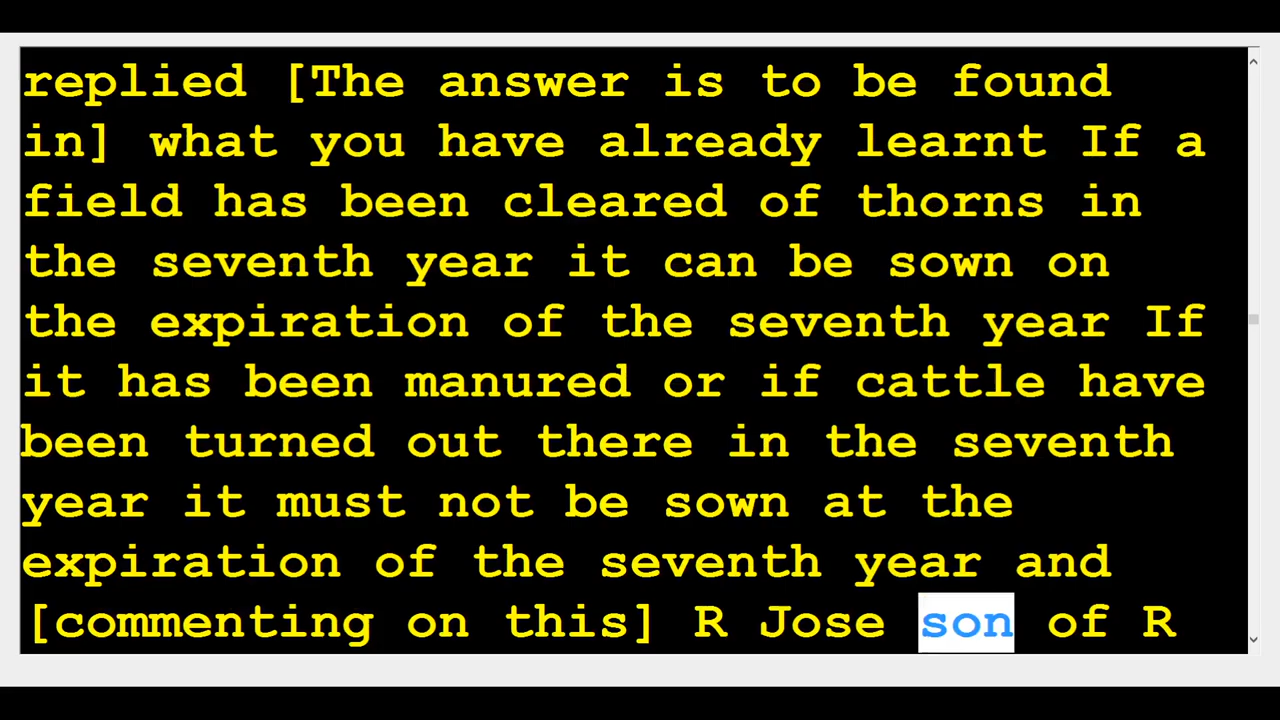 replied [The answer is to be found
in] what you have already learnt If a
field has been cleared of thorns in
the seventh year it can be sown on
the expiration of the seventh year If
it has been manured or if cattle have
been turned out there in the seventh
year it must not be sown at the
expiration of the seventh year and
[commenting on this] R Jose son of R